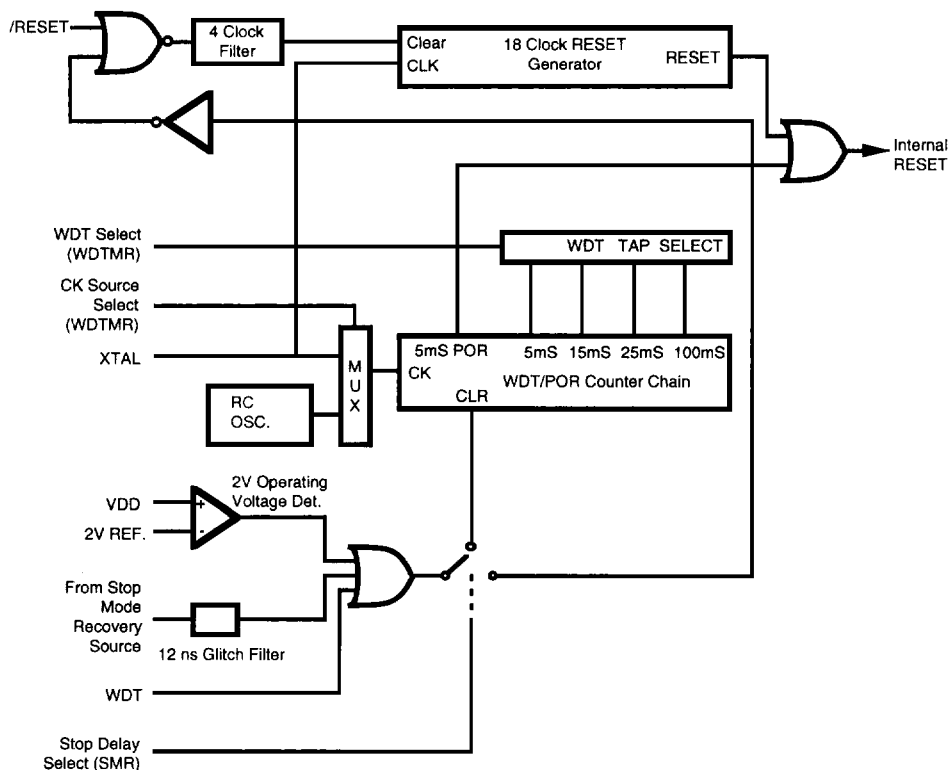 /RESET
4 Clock
Filter
Clear
CLK
18 Clock RESET
Generator
RESET
Internal
RESET
WDT Select
(WDTMR)
WDT TAP SELECT
CK Source
Select
(WDTMR)
XTAL
MUX
5mS POR
5mS
15mS
25mS
100mS
CK
WDT/POR Counter Chain
CLR
RC
OSC.
2V Operating
Voltage Det.
VDD
+
2V REF.
-
From Stop
Mode
Recovery
Source
12 ns Glitch Filter
WDT
Stop Delay
Select (SMR)